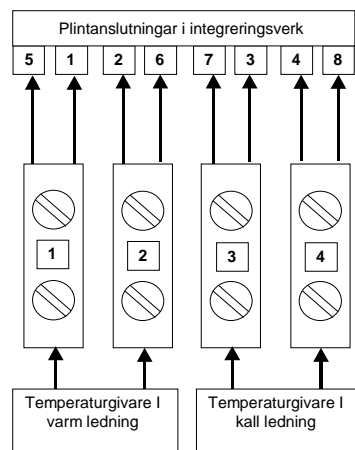 Plintanslutningar i integreringsverk
5 1 2 6 7 3 4 8
1 2 3 4
Temperaturgivare I
varm ledning
Temperaturgivare I
kall ledning